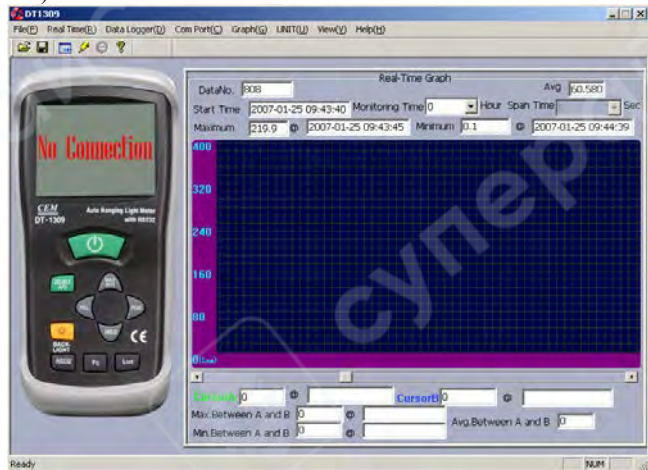 DT1309
File(F) Real Time(R) Data Logger(D) Com Port(C) Graph(G) UNIT(U) View(V) Help(H)
Real-Time Graph
DataNo. 808 Avg 60.580
Start Time 2007-01-25 09:43:40 Monitoring Time 0 Hour Span Time Sec
Maximum 219.9 @ 2007-01-25 09:43:45 Minimum 0.1 @ 2007-01-25 09:44:39
No Connection
CEM
DT-1309
Auto Ranging Light Meter
with RS232
BACK
LIGHT
RS232 Fc Lux
CE
400
320
240
160
80
0(Lux)
CursorA 0 @ CursorB 0 @
Max.Between A and B 0 @
Avg.Between A and B 0
Min.Between A and B 0 @
Ready NUM
супер